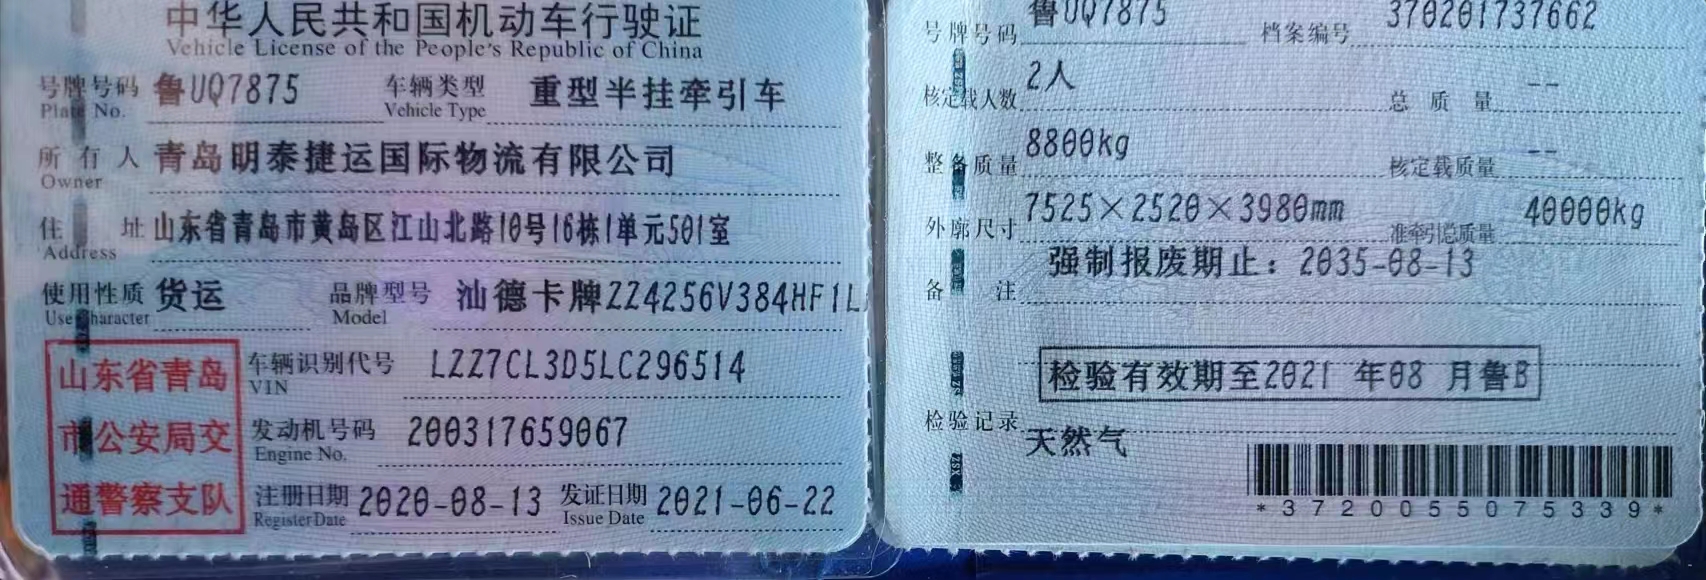 中华人民共和国机动车行驶证
Vehicle License of the People's Republic of China
号牌号码 鲁UQ7875 车辆类型 重型半挂牵引车
Plate No. Vehicle Type
所有人 青岛明泰捷运国际物流有限公司
Owner
住址 山东省青岛市黄岛区江山北路10号16栋1单元501室
Address
使用性质 货运 品牌型号 汕德卡牌ZZ4256V384HF1L
Use Character Model
山东省青岛
市公安局交
通警察支队
车辆识别代号 LZZ7CL3D5LC296514
VIN
发动机号码 200317659067
Engine No.
注册日期 2020-08-13 发证日期 2021-06-22
Register Date Issue Date
号牌号码 鲁UQ7875 档案编号 370201737662
核定载人数 2人 总质量 --
整备质量 8800kg 核定载质量 --
外廓尺寸 7525×2520×3980mm 准牵引总质量 40000kg
备注 强制报废期止：2035-08-13
检验有效期至2021 年08 月鲁B
检验记录
天然气
*3720055075339*